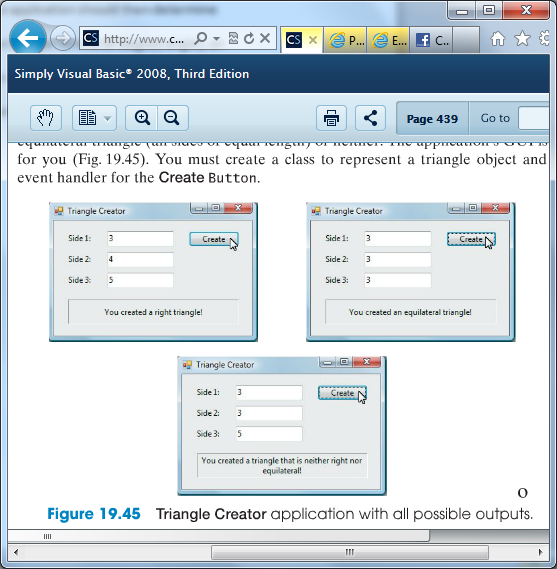 CS http://www.c... CS P... E... f C...
Simply Visual Basic® 2008, Third Edition
Page 439 Go to
equilateral triangle (all sides of equal length) or neither. The application's GUI is
for you (Fig. 19.45). You must create a class to represent a triangle object and
event handler for the Create Button.
Triangle Creator
Side 1: 3 Create
Side 2: 4
Side 3: 5
You created a right triangle!
Triangle Creator
Side 1: 3 Create
Side 2: 3
Side 3: 3
You created an equilateral triangle!
Triangle Creator
Side 1: 3 Create
Side 2: 3
Side 3: 5
You created a triangle that is neither right nor
equilateral!
O
Figure 19.45 Triangle Creator application with all possible outputs.